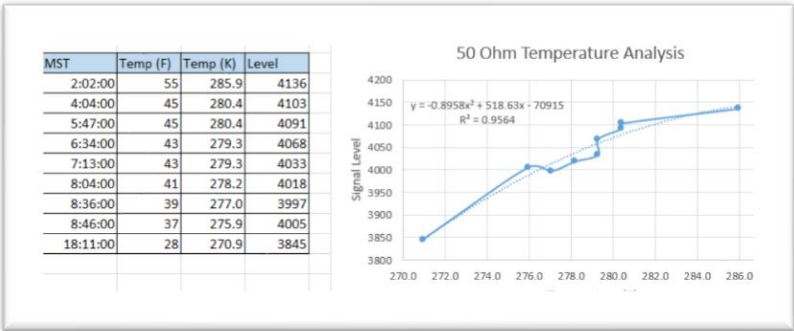 MST Temp (F) Temp (K) Level
2:02:00 55 285.9 4136
4:04:00 45 280.4 4103
5:47:00 45 280.4 4091
6:34:00 43 279.3 4068
7:13:00 43 279.3 4033
8:04:00 41 278.2 4018
8:36:00 39 277.0 3997
8:46:00 37 275.9 4005
18:11:00 28 270.9 3845
50 Ohm Temperature Analysis
y = -0.8958x² + 518.63x - 70915
R² = 0.9564
Signal Level
4200
4150
4100
4050
4000
3950
3900
3850
3800
270.0 272.0 274.0 276.0 278.0 280.0 282.0 284.0 286.0